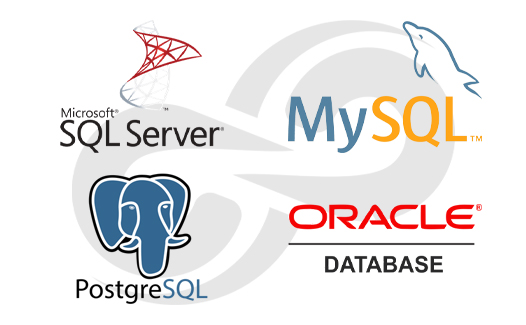 Microsoft®
SQL Server®
MySQL™
PostgreSQL
ORACLE®
DATABASE